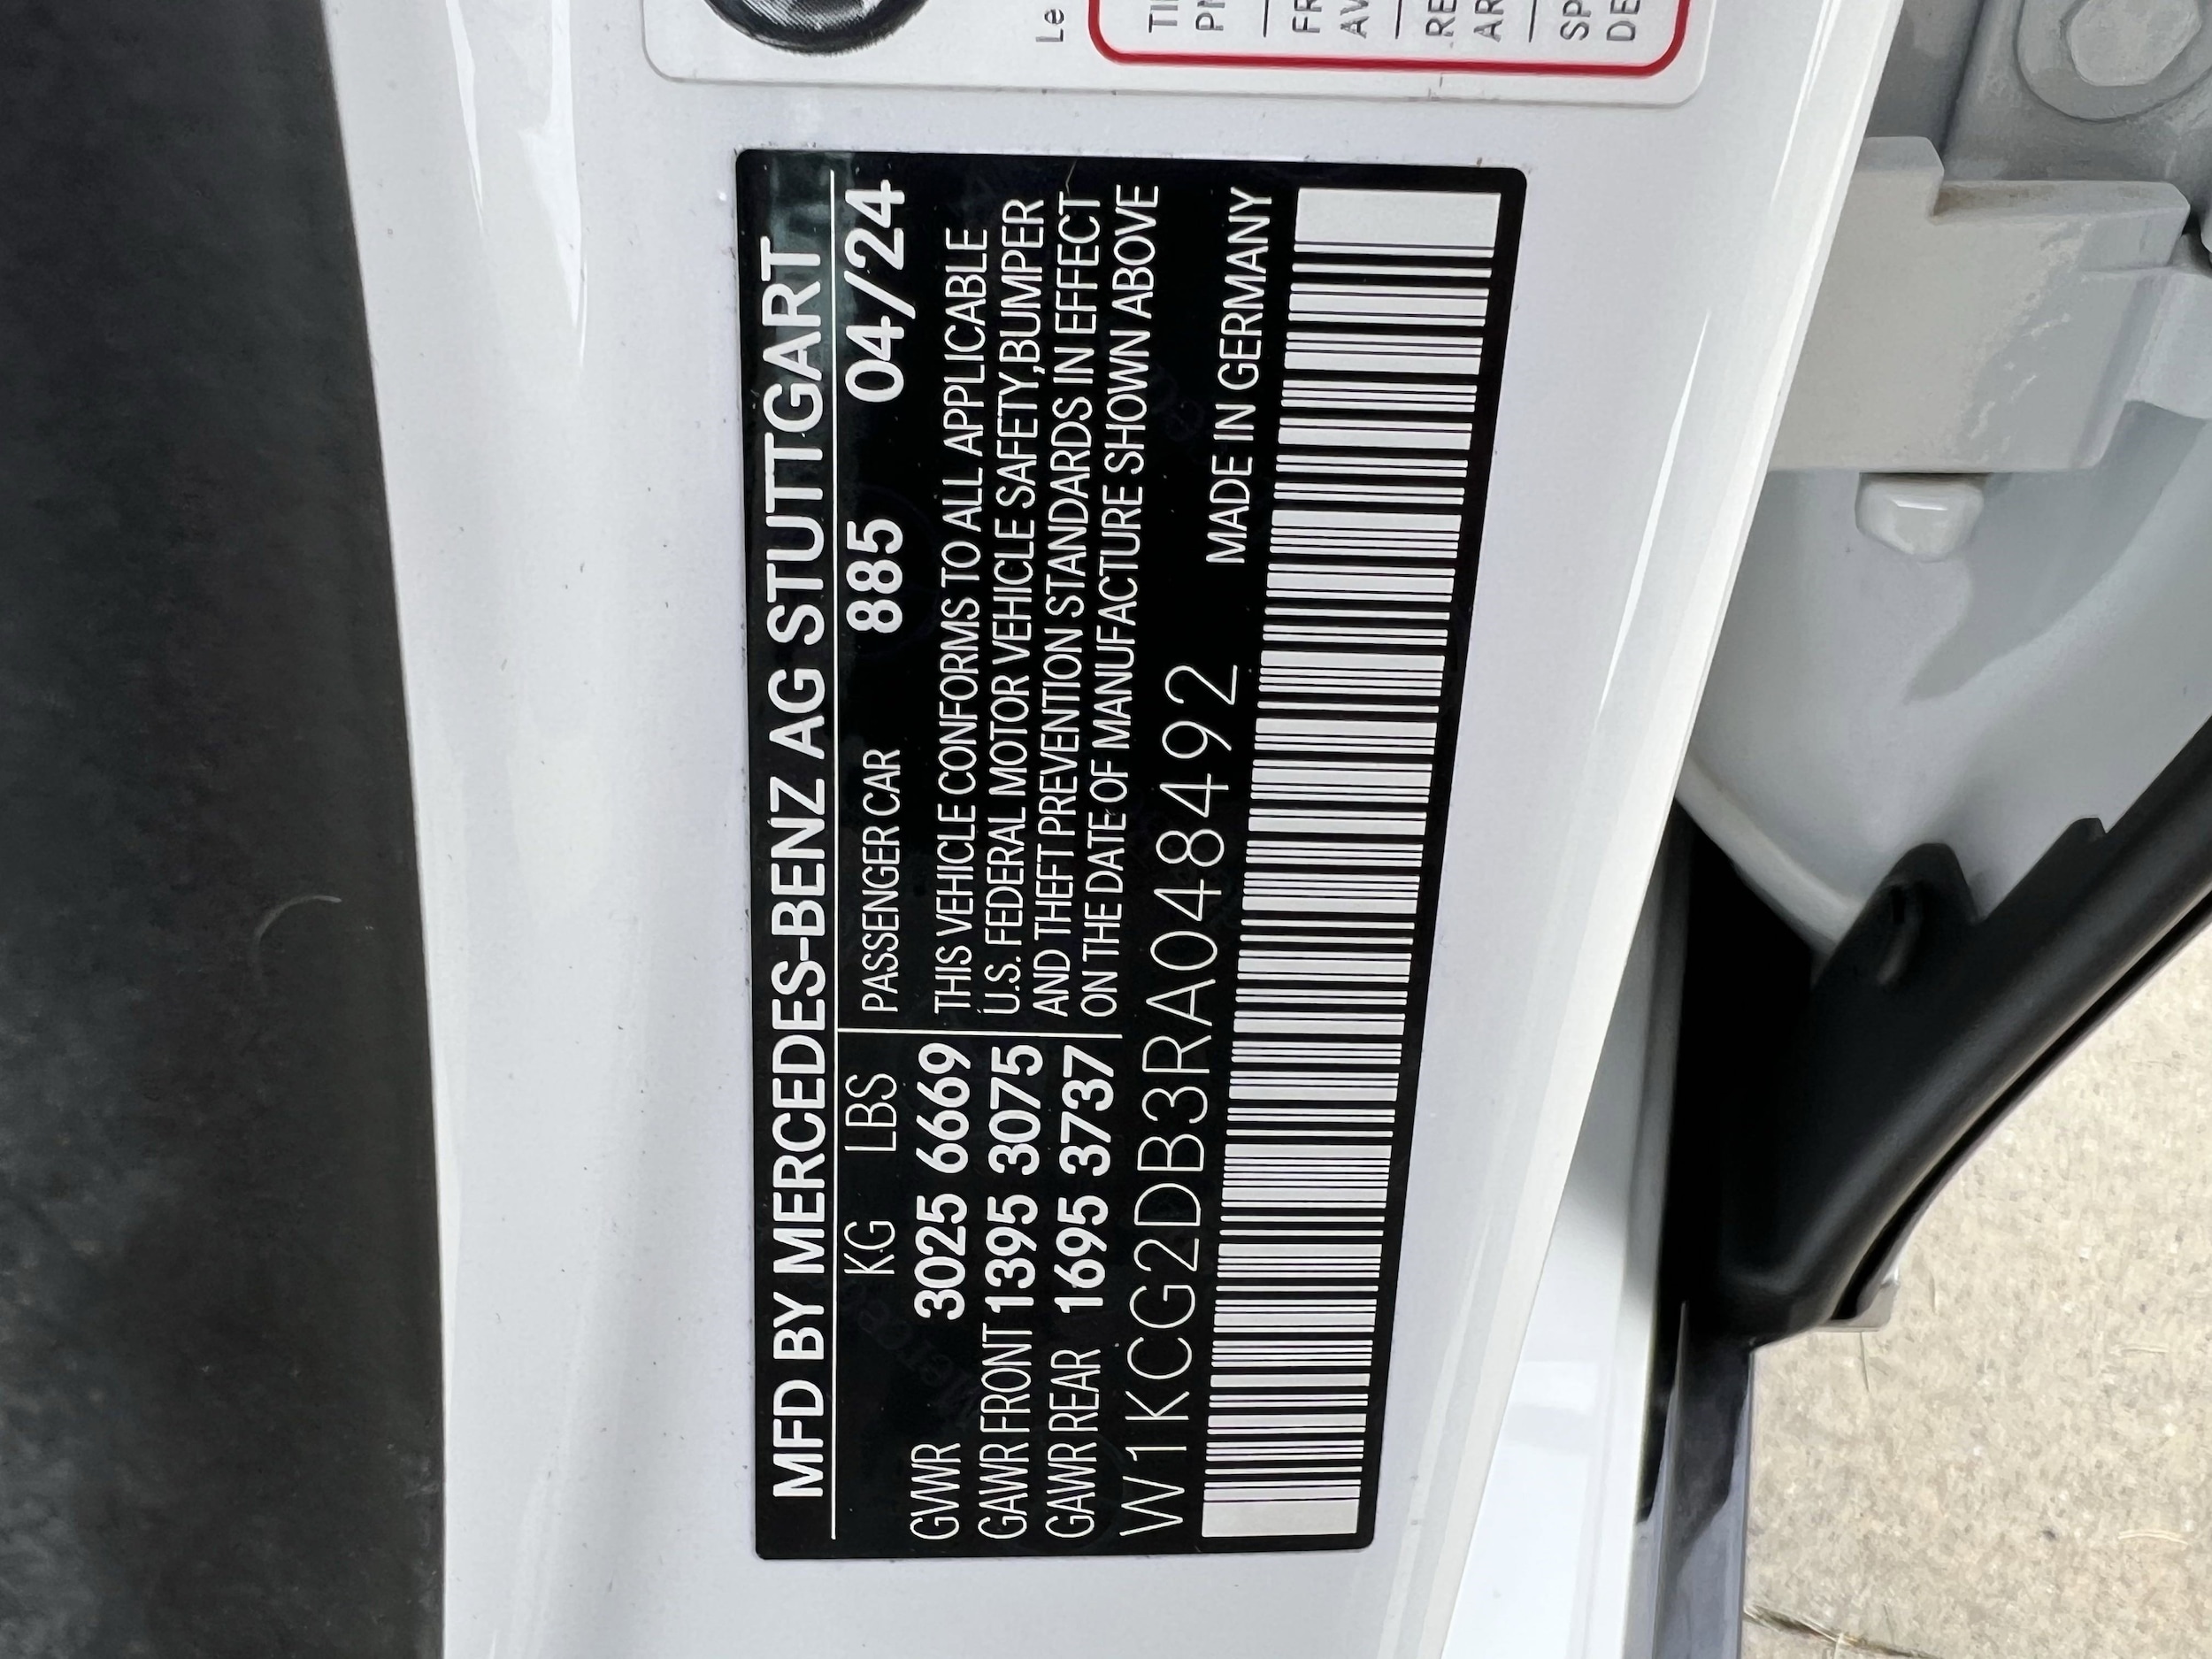 MFD BY MERCEDES-BENZ AG STUTTGART
KG LBS PASSENGER CAR 885 04/24
GVWR 3025 6669
GAWR FRONT 1395 3075
GAWR REAR 1695 3737
THIS VEHICLE CONFORMS TO ALL APPLICABLE
U.S. FEDERAL MOTOR VEHICLE SAFETY,BUMPER
AND THEFT PREVENTION STANDARDS IN EFFECT
ON THE DATE OF MANUFACTURE SHOWN ABOVE
W1KCG2DB3RA048492 MADE IN GERMANY
Le